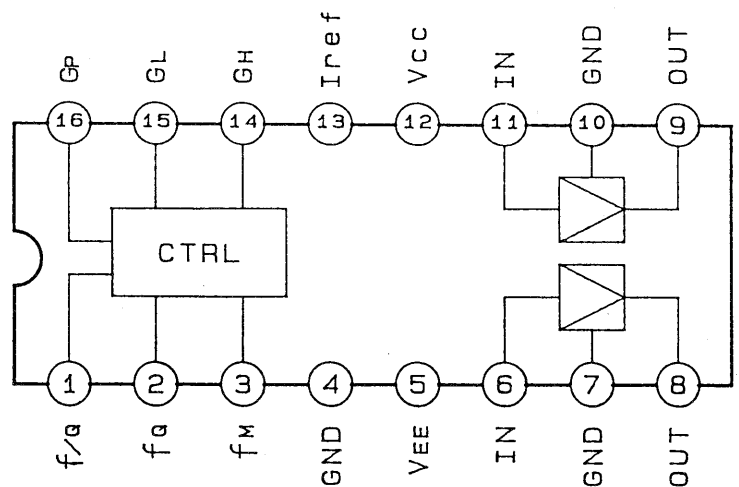 GP GL GH Iref VCC IN GND OUT
16 15 14 13 12 11 10 9
CTRL
1 2 3 4 5 6 7 8
f/Q fQ fM GND VEE IN GND OUT